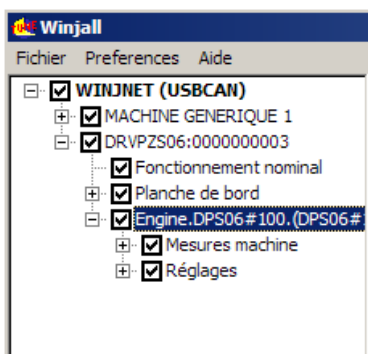 Winjall
Fichier Preferences Aide
WINJNET (USBCAN)
MACHINE GENERIQUE 1
DRVPZS06:0000000003
Fonctionnement nominal
Planche de bord
Engine.DPS06#100.(DPS06#
Mesures machine
Réglages